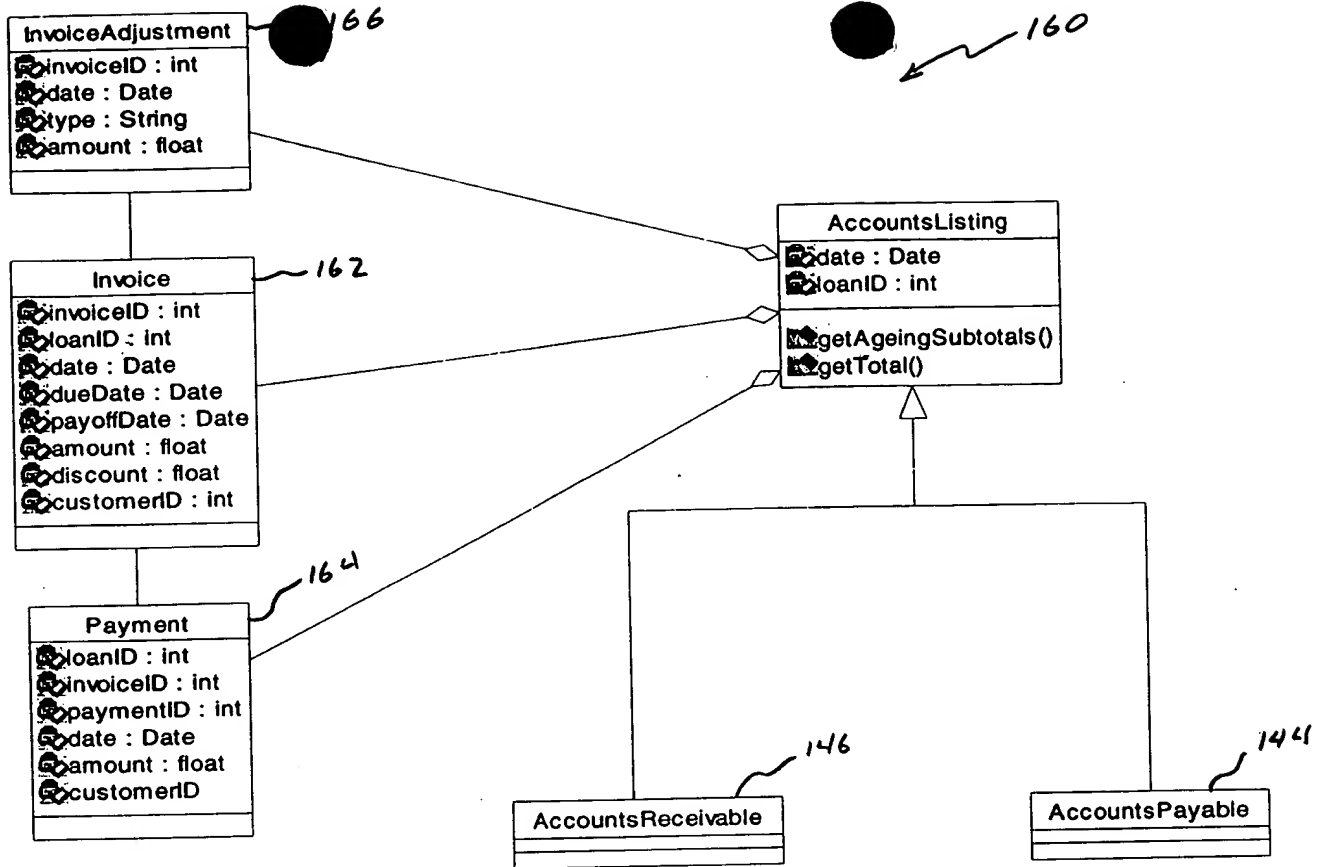 InvoiceAdjustment
invoiceID : int
date : Date
type : String
amount : float
166
160
Invoice
invoiceID : int
loanID : int
date : Date
dueDate : Date
payoffDate : Date
amount : float
discount : float
customerID : int
162
AccountsListing
date : Date
loanID : int
getAgeingSubtotals()
getTotal()
Payment
loanID : int
invoiceID : int
paymentID : int
date : Date
amount : float
customerID
164
AccountsReceivable
146
AccountsPayable
144